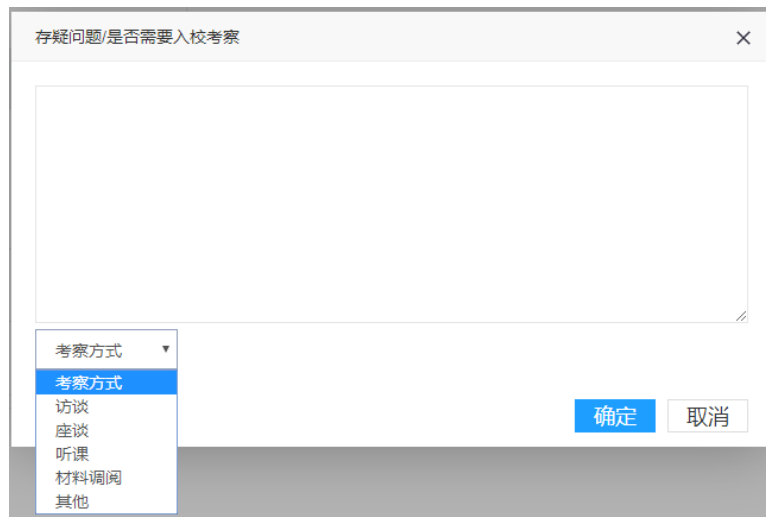 存疑问题/是否需要入校考察
考察方式
考察方式
访谈
座谈
听课
材料调阅
其他
确定 取消